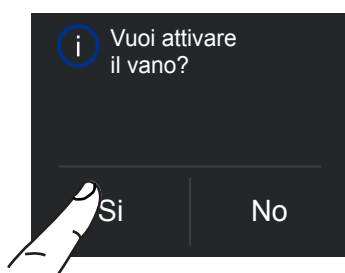 i
Vuoi attivare
il vano?
Si
No